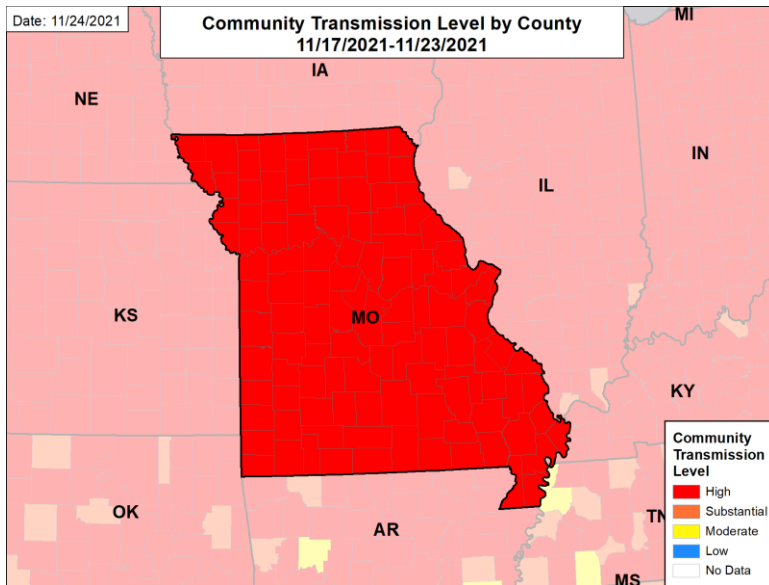 Date: 11/24/2021
Community Transmission Level by County
11/17/2021-11/23/2021
MI
IA
NE
IN
IL
KS
MO
KY
OK
AR
TN
MS
Community
Transmission
Level
High
Substantial
Moderate
Low
No Data